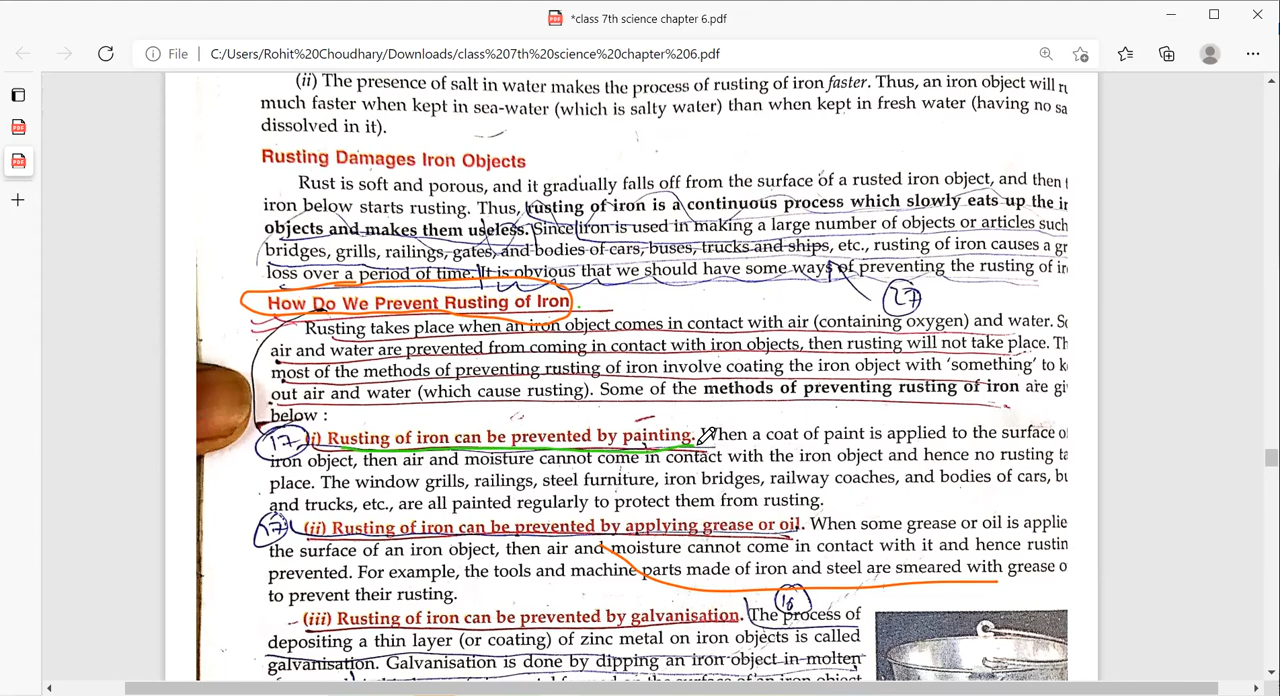 *class 7th science chapter 6.pdf
File | C:/Users/Rohit%20Choudhary/Downloads/class%207th%20science%20chapter%206.pdf
(ii) The presence of salt in water makes the process of rusting of iron faster. Thus, an iron object will
much faster when kept in sea-water (which is salty water) than when kept in fresh water (having no
dissolved in it).
Rusting Damages Iron Objects
Rust is soft and porous, and it gradually falls off from the surface of a rusted iron object, and then
iron below starts rusting. Thus, rusting of iron is a continuous process which slowly eats up the
objects and makes them useless. Since iron is used in making a large number of objects or articles such
bridges, grills, railings, gates, and bodies of cars, buses, trucks and ships, etc., rusting of iron causes a
loss over a period of time. It is obvious that we should have some ways of preventing the rusting of
27
How Do We Prevent Rusting of Iron
Rusting takes place when an iron object comes in contact with air (containing oxygen) and water.
air and water are prevented from coming in contact with iron objects, then rusting will not take place.
most of the methods of preventing rusting of iron involve coating the iron object with 'something' to
out air and water (which cause rusting). Some of the methods of preventing rusting of iron are
below :
17 (i) Rusting of iron can be prevented by painting. When a coat of paint is applied to the surface
iron object, then air and moisture cannot come in contact with the iron object and hence no rusting
place. The window grills, railings, steel furniture, iron bridges, railway coaches, and bodies of cars,
and trucks, etc., are all painted regularly to protect them from rusting.
17 (ii) Rusting of iron can be prevented by applying grease or oil. When some grease or oil is
the surface of an iron object, then air and moisture cannot come in contact with it and hence
prevented. For example, the tools and machine parts made of iron and steel are smeared with grease
to prevent their rusting.
(iii) Rusting of iron can be prevented by galvanisation. The process of
depositing a thin layer (or coating) of zinc metal on iron objects is called
galvanisation. Galvanisation is done by dipping an iron object in molten